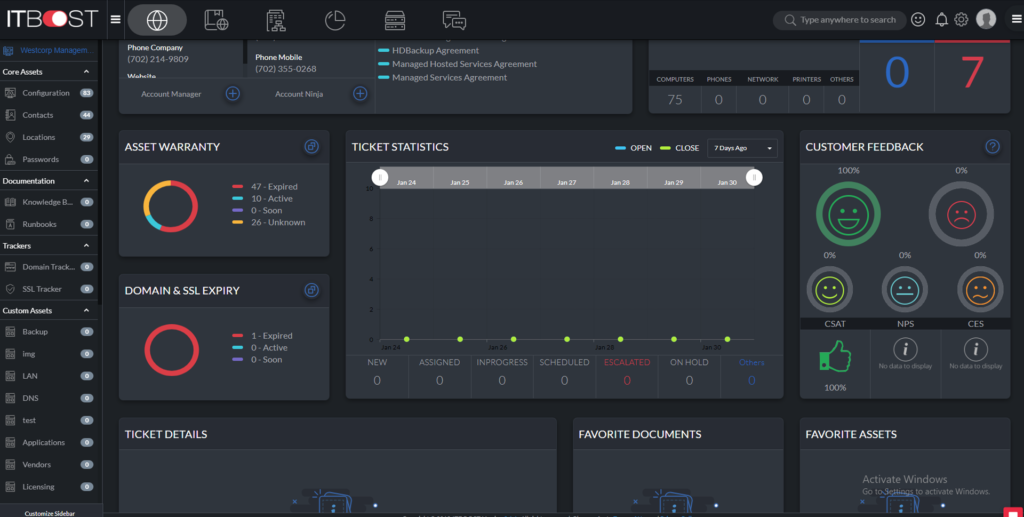 ITBOOST
Type anywhere to search
Westcorp Managem...
Core Assets
Configuration 83
Contacts 44
Locations 29
Passwords 0
Documentation
Knowledge B... 0
Runbooks 0
Trackers
Domain Track... 0
SSL Tracker 0
Custom Assets
Backup 0
img 0
LAN 0
DNS 0
test 0
Applications 0
Vendors 0
Licensing 0
Customize Sidebar
Phone Company
(702) 214-9809
Website
Account Manager
Phone Mobile
(702) 355-0268
Account Ninja
HDBackup Agreement
Managed Hosted Services Agreement
Managed Services Agreement
COMPUTERS PHONES NETWORK PRINTERS OTHERS
75 0 0 0 0
0 7
ASSET WARRANTY
47 - Expired
10 - Active
0 - Soon
26 - Unknown
DOMAIN & SSL EXPIRY
1 - Expired
0 - Active
0 - Soon
TICKET STATISTICS
OPEN CLOSE 7 Days Ago
Jan 24 Jan 25 Jan 26 Jan 27 Jan 28 Jan 29 Jan 30
10
8
6
4
2
0
Jan 24 Jan 26 Jan 28 Jan 30
NEW ASSIGNED INPROGRESS SCHEDULED ESCALATED ON HOLD Others
0 0 0 0 0 0 0
CUSTOMER FEEDBACK
100% 0%
0% 0% 0%
CSAT NPS CES
No data to display No data to display
100%
TICKET DETAILS
FAVORITE DOCUMENTS
FAVORITE ASSETS
Activate Windows
Go to Settings to activate Windows.